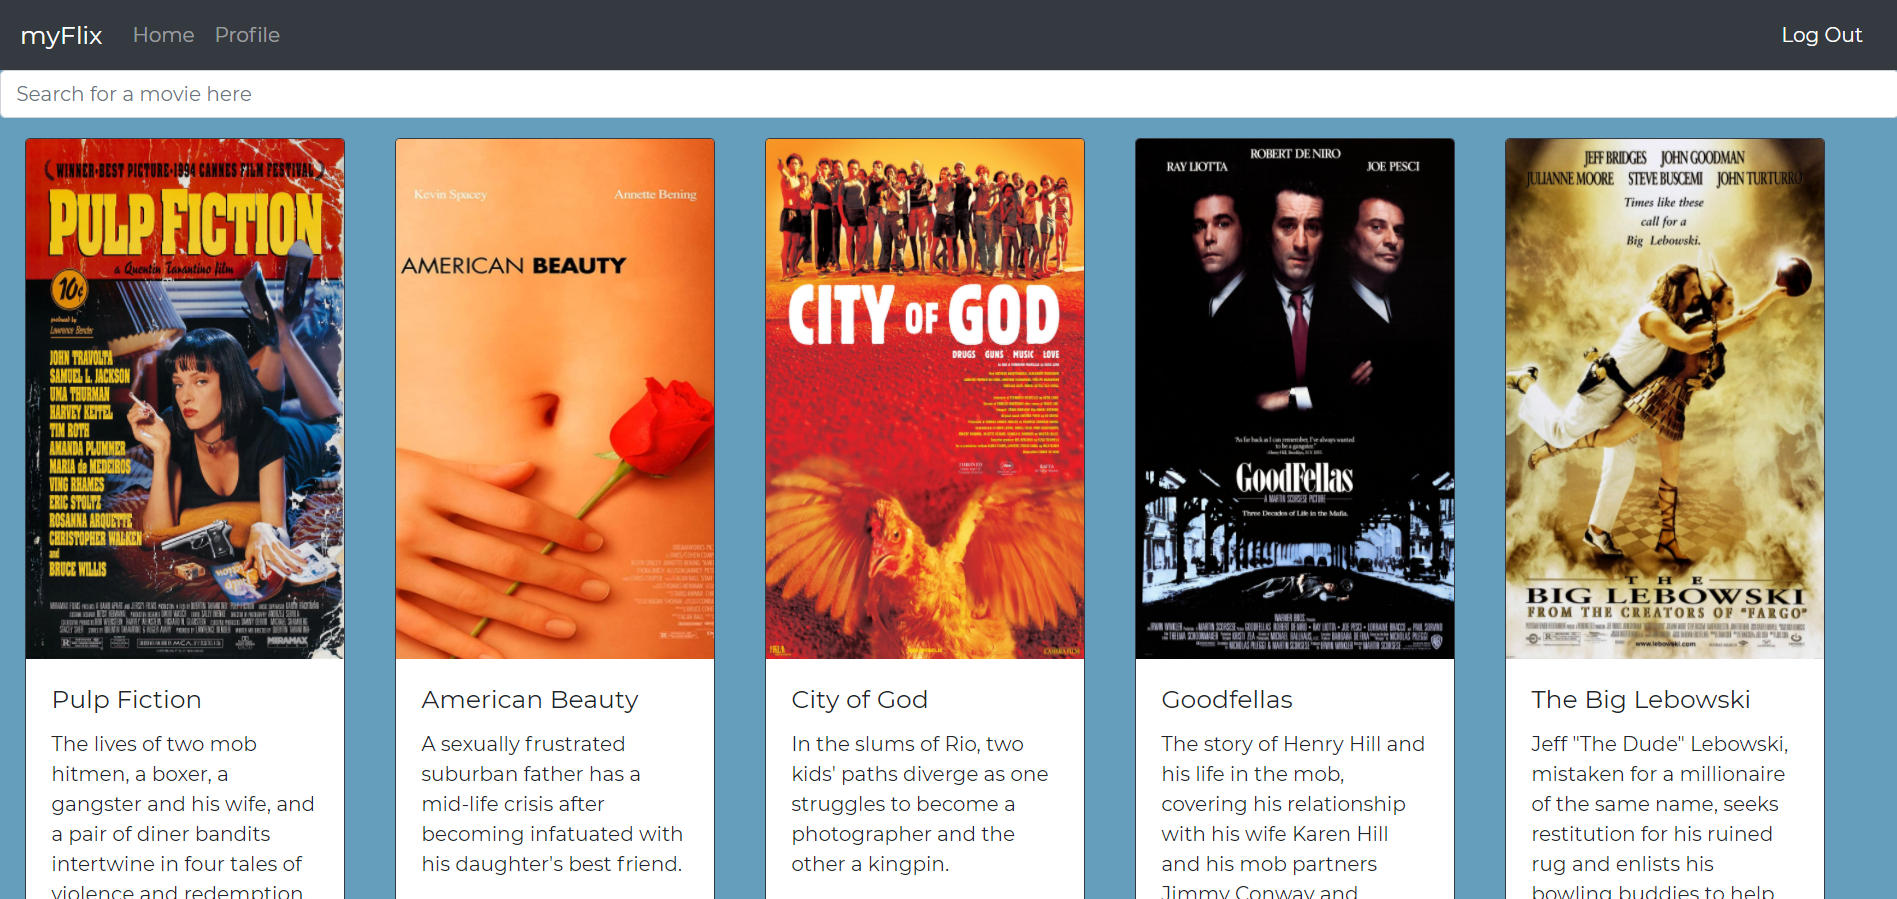 myFlix Home Profile Log Out
Search for a movie here
WINNER-BEST PICTURE-1994 CANNES FILM FESTIVAL
PULP FICTION
a Quentin Tarantino film
10¢
produced by
Lawrence Bender
JOHN TRAVOLTA
SAMUEL L. JACKSON
UMA THURMAN
HARVEY KEITEL
TIM ROTH
AMANDA PLUMMER
MARIA de MEDEIROS
VING RHAMES
ERIC STOLTZ
ROSANNA ARQUETTE
CHRISTOPHER WALKEN
and
BRUCE WILLIS
MIRAMAX
Pulp Fiction
The lives of two mob
hitmen, a boxer, a
gangster and his wife, and
a pair of diner bandits
intertwine in four tales of
violence and redemption
Kevin Spacey Annette Bening
AMERICAN BEAUTY
American Beauty
A sexually frustrated
suburban father has a
mid-life crisis after
becoming infatuated with
his daughter's best friend.
CITY OF GOD
DRUGS GUNS MUSIC LOVE
City of God
In the slums of Rio, two
kids' paths diverge as one
struggles to become a
photographer and the
other a kingpin.
ROBERT DE NIRO
RAY LIOTTA JOE PESCI
"As far back as I can remember, I've always wanted
to be a gangster."
GOODFELLAS
A MARTIN SCORSESE PICTURE
Three Decades of Life in the Mafia.
WARNER BROS.
Goodfellas
The story of Henry Hill and
his life in the mob,
covering his relationship
with his wife Karen Hill
and his mob partners
Jimmy Conway and
JEFF BRIDGES JOHN GOODMAN
JULIANNE MOORE STEVE BUSCEMI JOHN TURTURRO
Times like these
call for a
Big Lebowski.
THE
BIG LEBOWSKI
FROM THE CREATORS OF "FARGO"
www.lebowski.com
The Big Lebowski
Jeff "The Dude" Lebowski,
mistaken for a millionaire
of the same name, seeks
restitution for his ruined
rug and enlists his
bowling buddies to help